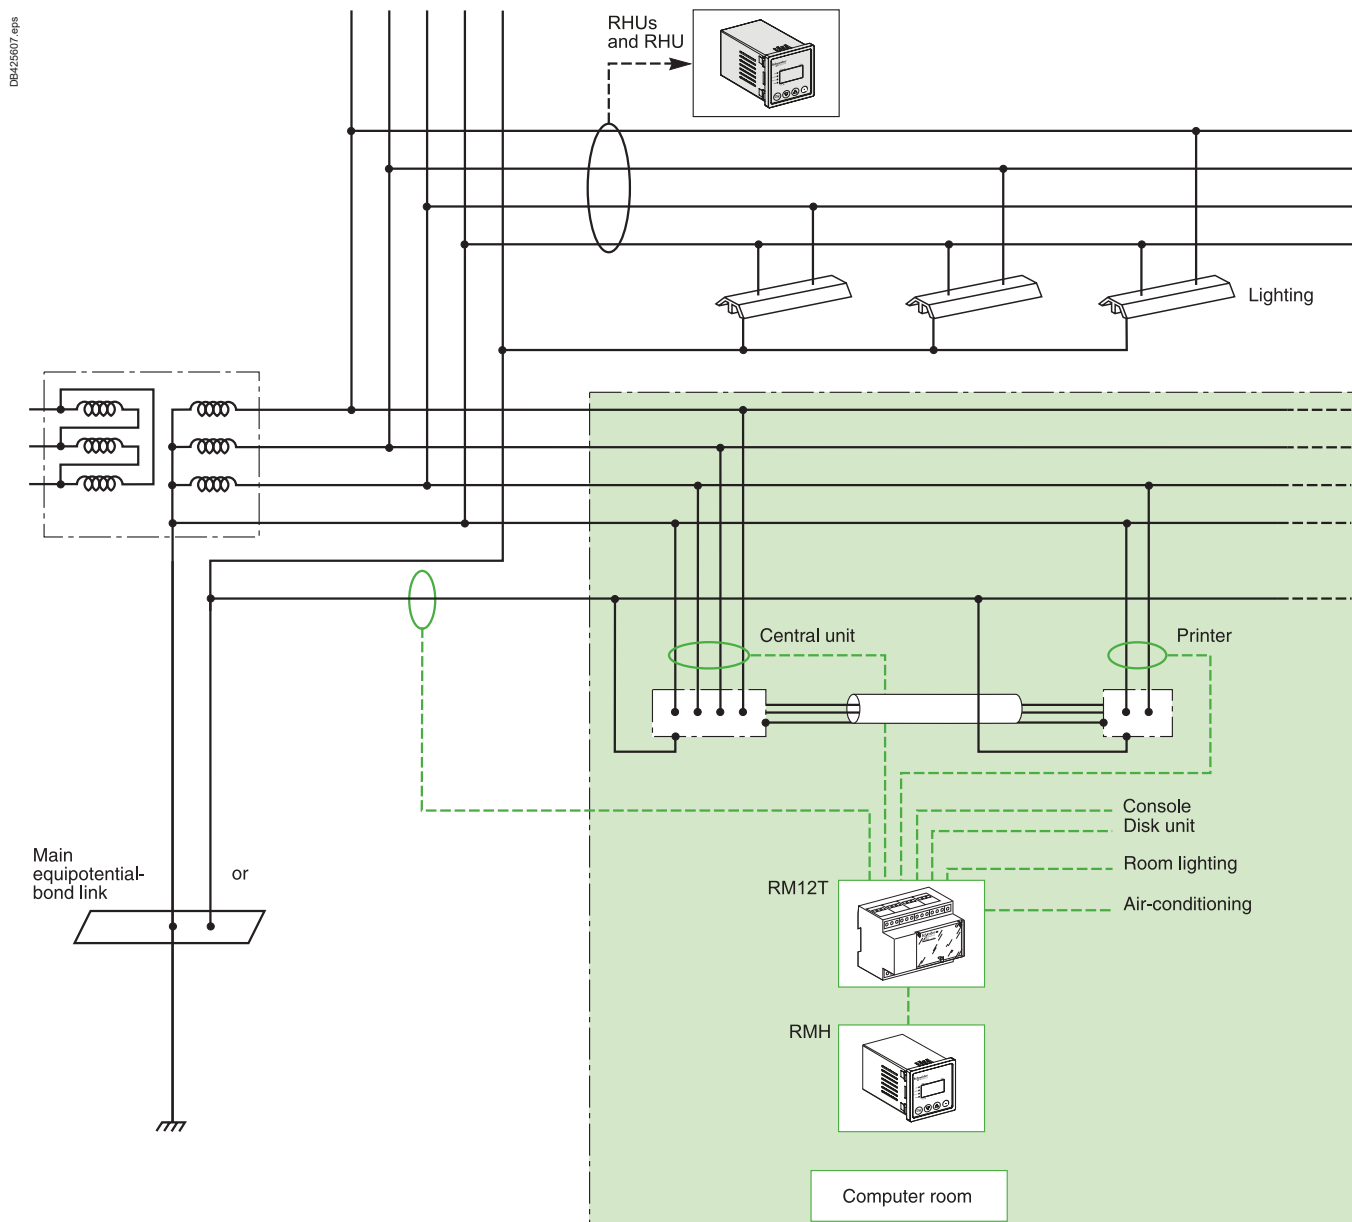 DB425607.eps
RHUs
and RHU
Lighting
Central unit
Printer
Console
Disk unit
Main
equipotential-
bond link
or
Room lighting
RM12T
Air-conditioning
RMH
Computer room